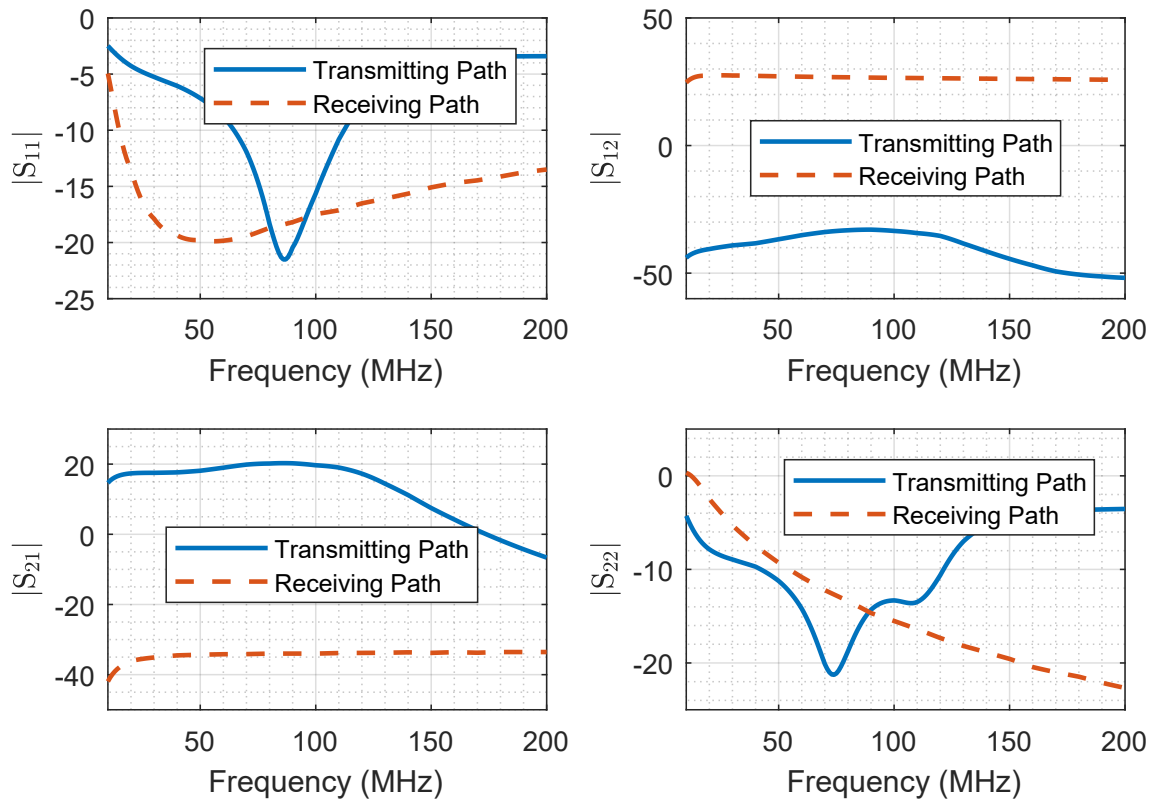 0
-5
-10
-15
-20
-25
|S11|
Transmitting Path
Receiving Path
50 100 150 200
Frequency (MHz)
50
0
-50
|S12|
Transmitting Path
Receiving Path
50 100 150 200
Frequency (MHz)
20
0
-20
-40
|S21|
Transmitting Path
Receiving Path
50 100 150 200
Frequency (MHz)
0
-10
-20
|S22|
Transmitting Path
Receiving Path
50 100 150 200
Frequency (MHz)